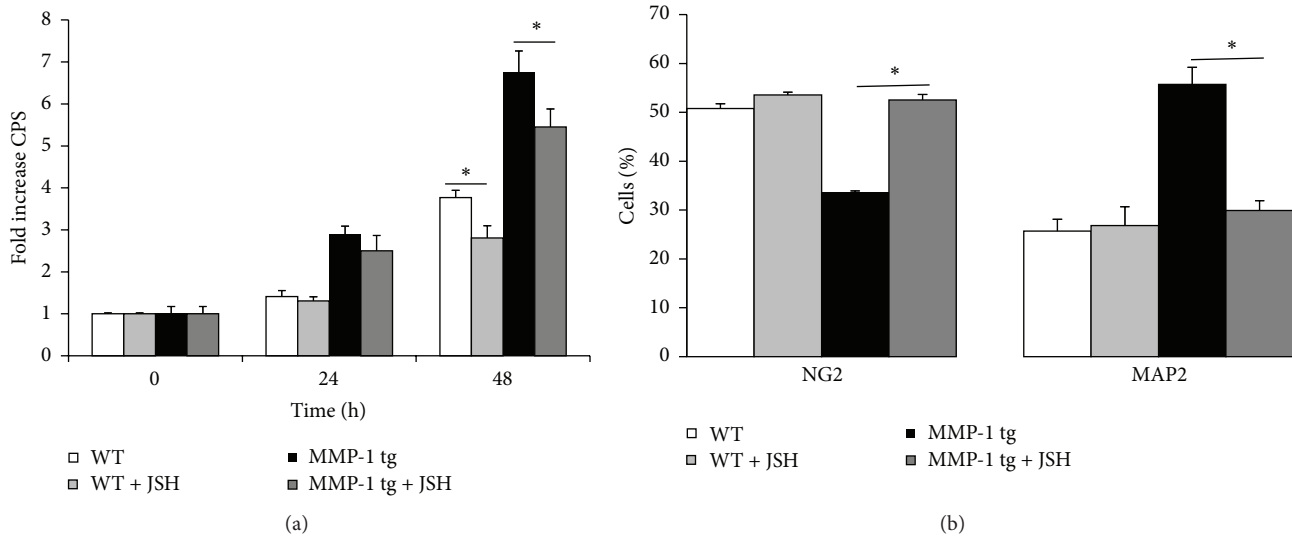 8
7
6
5
4
3
2
1
0
Fold increase CPS
*
*
0 24 48
Time (h)
WT MMP-1 tg
WT + JSH MMP-1 tg + JSH
(a)
70
60
50
40
30
20
10
0
Cells (%)
*
*
NG2 MAP2
WT MMP-1 tg
WT + JSH MMP-1 tg + JSH
(b)